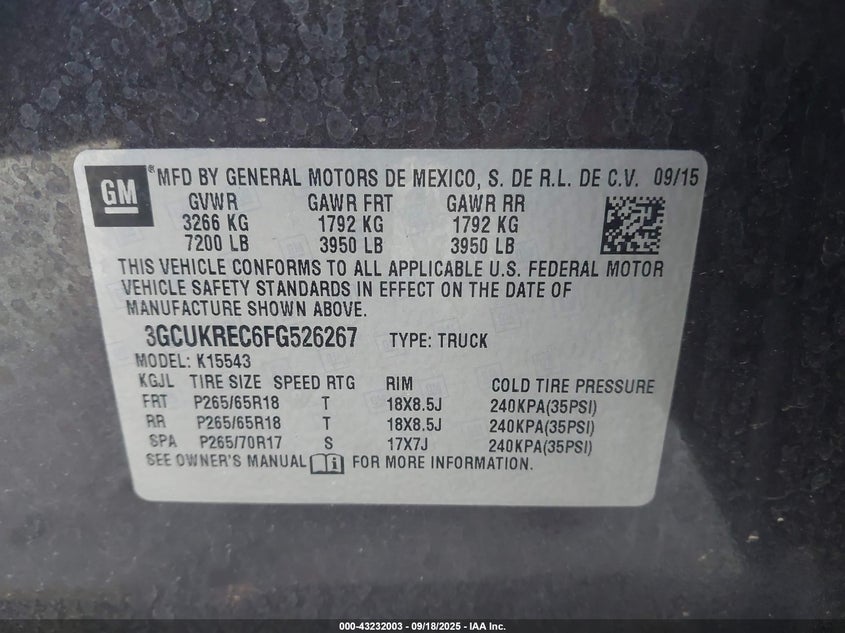 GM ® MFD BY GENERAL MOTORS DE MEXICO, S. DE R.L. DE C.V. 09/15
GVWR GAWR FRT GAWR RR
3266 KG 1792 KG 1792 KG
7200 LB 3950 LB 3950 LB
THIS VEHICLE CONFORMS TO ALL APPLICABLE U.S. FEDERAL MOTOR
VEHICLE SAFETY STANDARDS IN EFFECT ON THE DATE OF
MANUFACTURE SHOWN ABOVE.
3GCUKREC6FG526267 TYPE: TRUCK
MODEL: K15543
KGJL TIRE SIZE SPEED RTG RIM COLD TIRE PRESSURE
FRT P265/65R18 T 18X8.5J 240KPA(35PSI)
RR P265/65R18 T 18X8.5J 240KPA(35PSI)
SPA P265/70R17 S 17X7J 240KPA(35PSI)
SEE OWNER'S MANUAL FOR MORE INFORMATION.
000-43232003 - 09/18/2025 - IAA Inc.